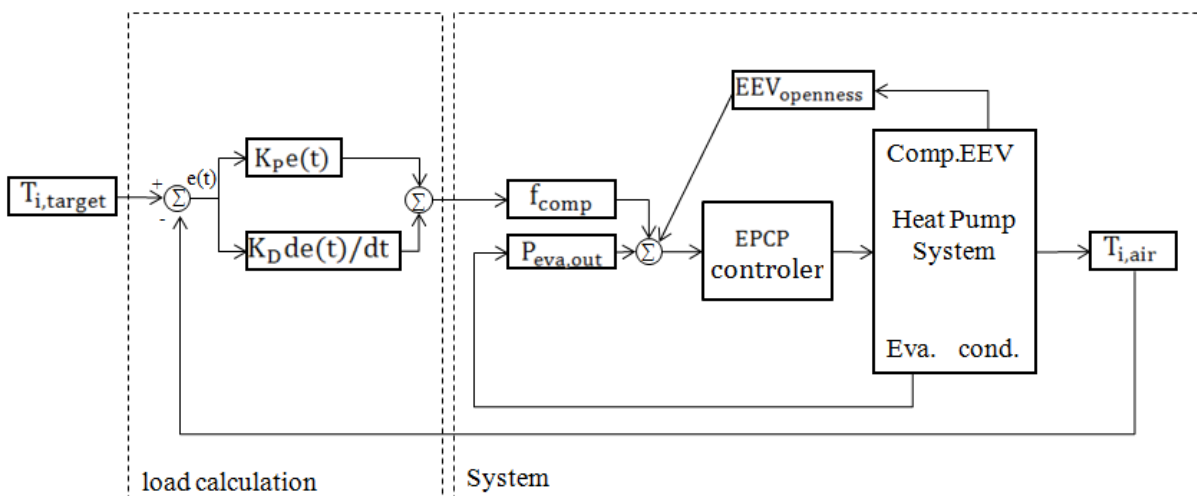 T_i,target
+
-
Σ
e(t)
K_P e(t)
K_D de(t)/dt
Σ
load calculation
f_comp
P_eva,out
Σ
EEV_openness
EPCP
controler
Comp.EEV
Heat Pump
System
Eva. cond.
T_i,air
System